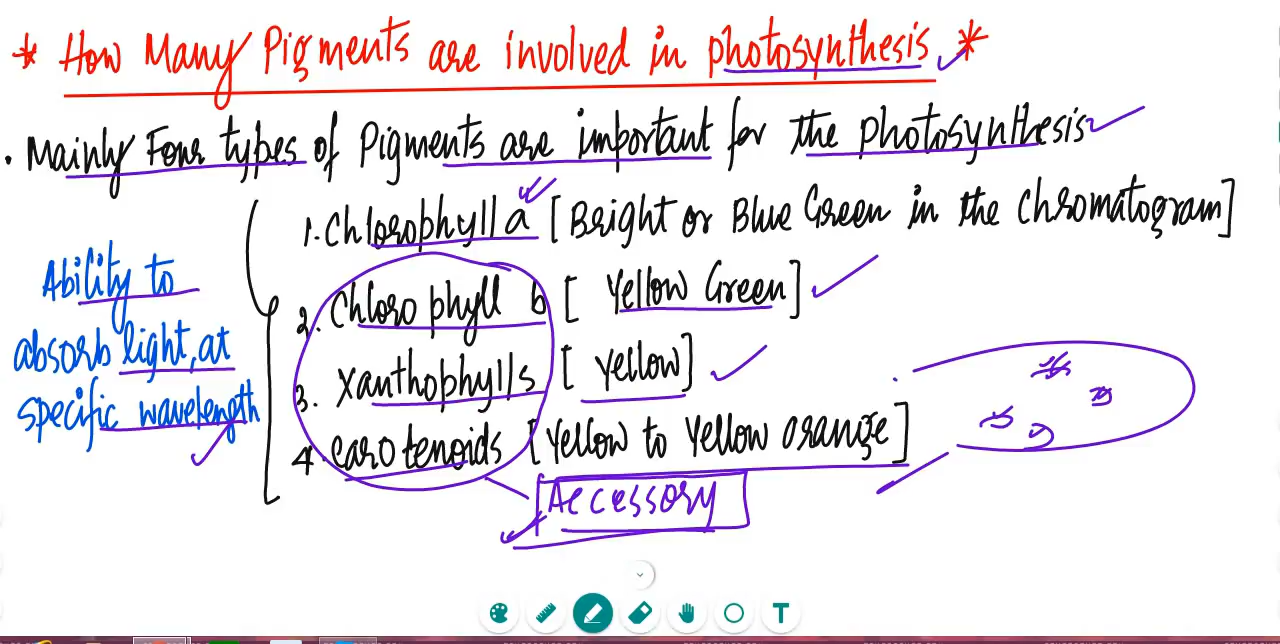 * How Many Pigments are involved in photosynthesis *
. Mainly Four types of Pigments are important for the photosynthesis
1. Chlorophyll a [Bright or Blue Green in the Chromatogram]
2. Chlorophyll b [Yellow Green]
3. Xanthophylls [Yellow]
4. carotenoids [Yellow to Yellow orange]
Ability to
absorb light, at
specific wavelength
Accessory
T